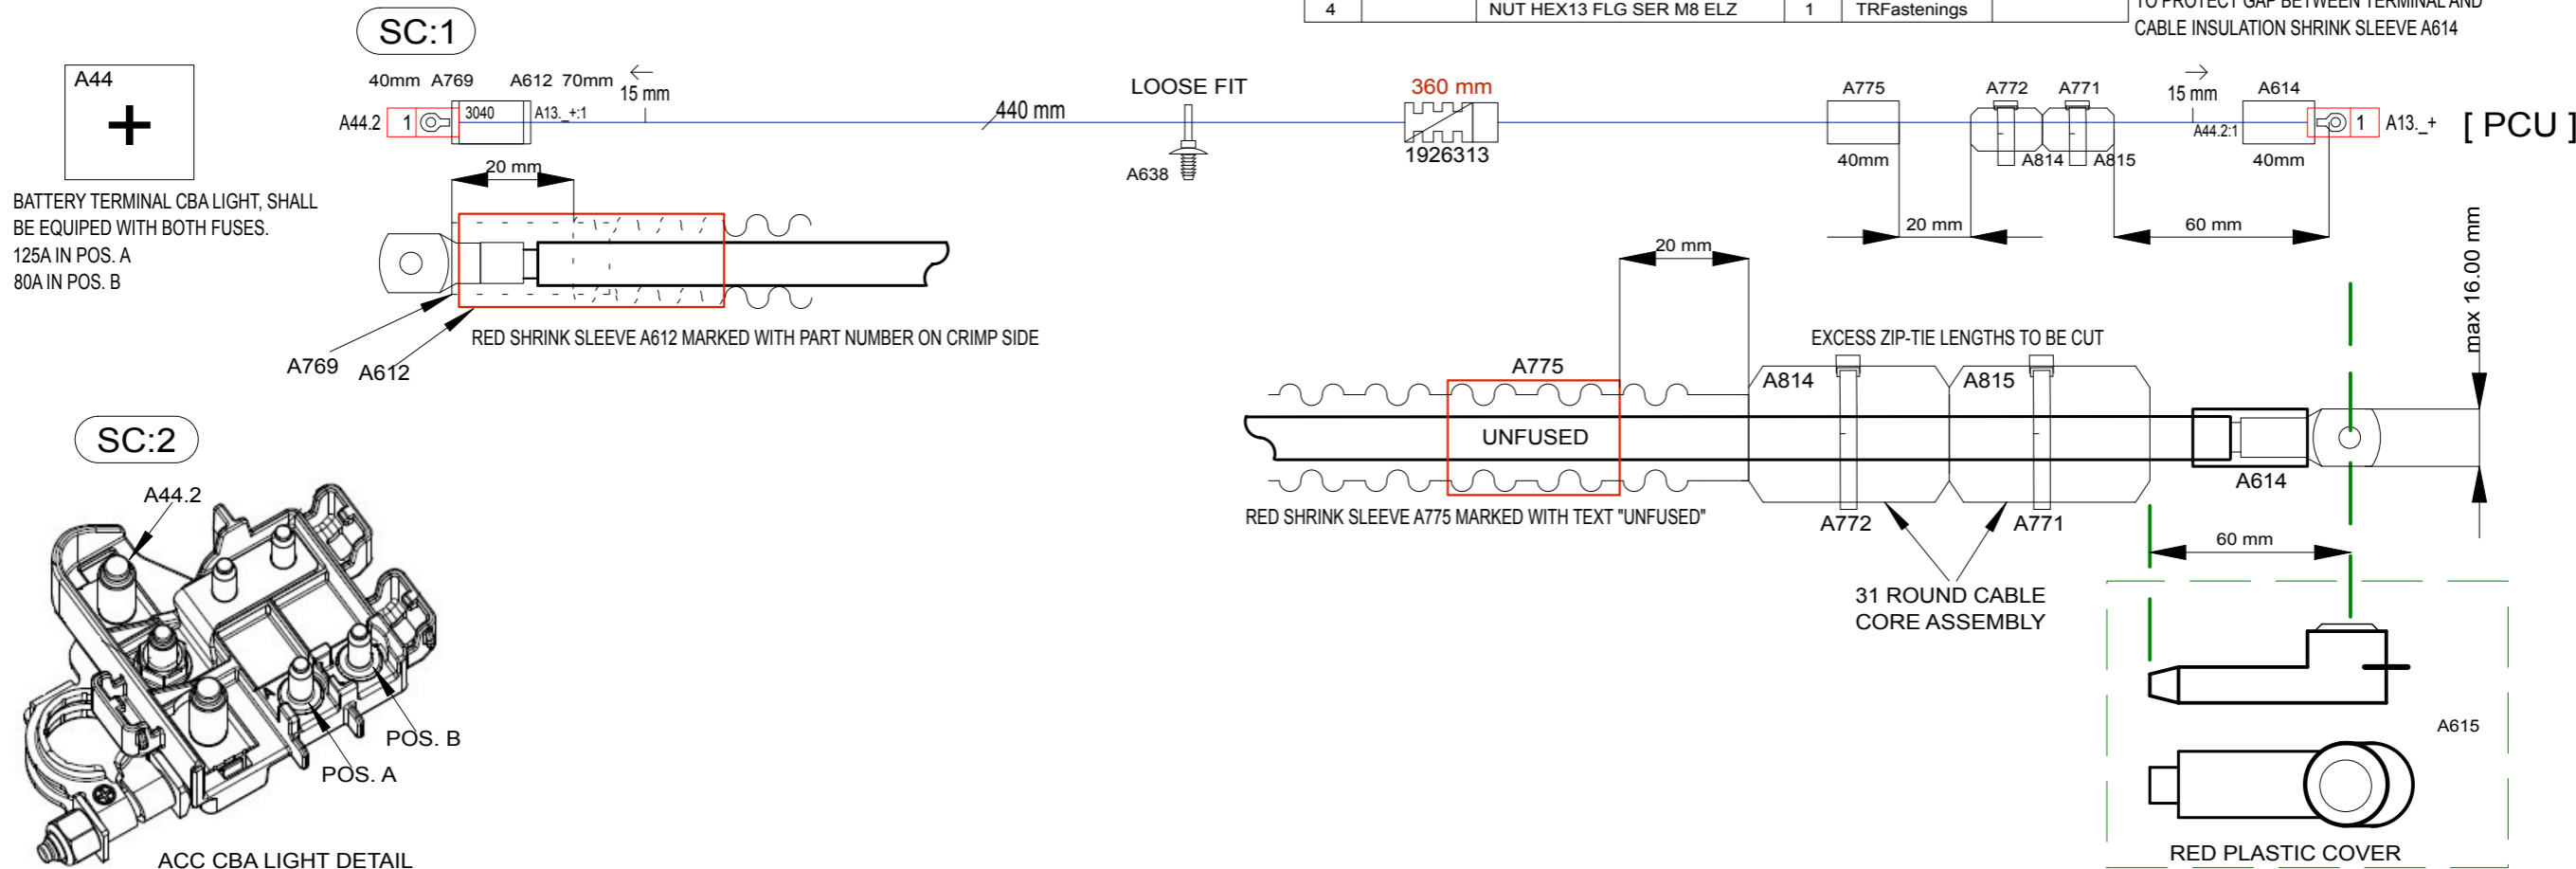 4 NUT HEX13 FLG SER M8 ELZ 1 TRFastenings
TO PROTECT GAP BETWEEN TERMINAL AND
CABLE INSULATION SHRINK SLEEVE A614
SC:1
A44
+
BATTERY TERMINAL CBA LIGHT, SHALL
BE EQUIPED WITH BOTH FUSES.
125A IN POS. A
80A IN POS. B
40mm A769 A612 70mm
15 mm
A44.2 1 3040 A13._+:1
440 mm
LOOSE FIT
A638
360 mm
1926313
A775
40mm
A772 A771
A814 A815
15 mm
A44.2:1
A614
40mm
1 A13._+
[ PCU ]
20 mm
60 mm
20 mm
RED SHRINK SLEEVE A612 MARKED WITH PART NUMBER ON CRIMP SIDE
A769 A612
20 mm
EXCESS ZIP-TIE LENGTHS TO BE CUT
max 16.00 mm
A775
UNFUSED
A814 A815
A614
A772 A771
RED SHRINK SLEEVE A775 MARKED WITH TEXT "UNFUSED"
31 ROUND CABLE
CORE ASSEMBLY
60 mm
A615
RED PLASTIC COVER
SC:2
A44.2
A
POS. B
POS. A
ACC CBA LIGHT DETAIL